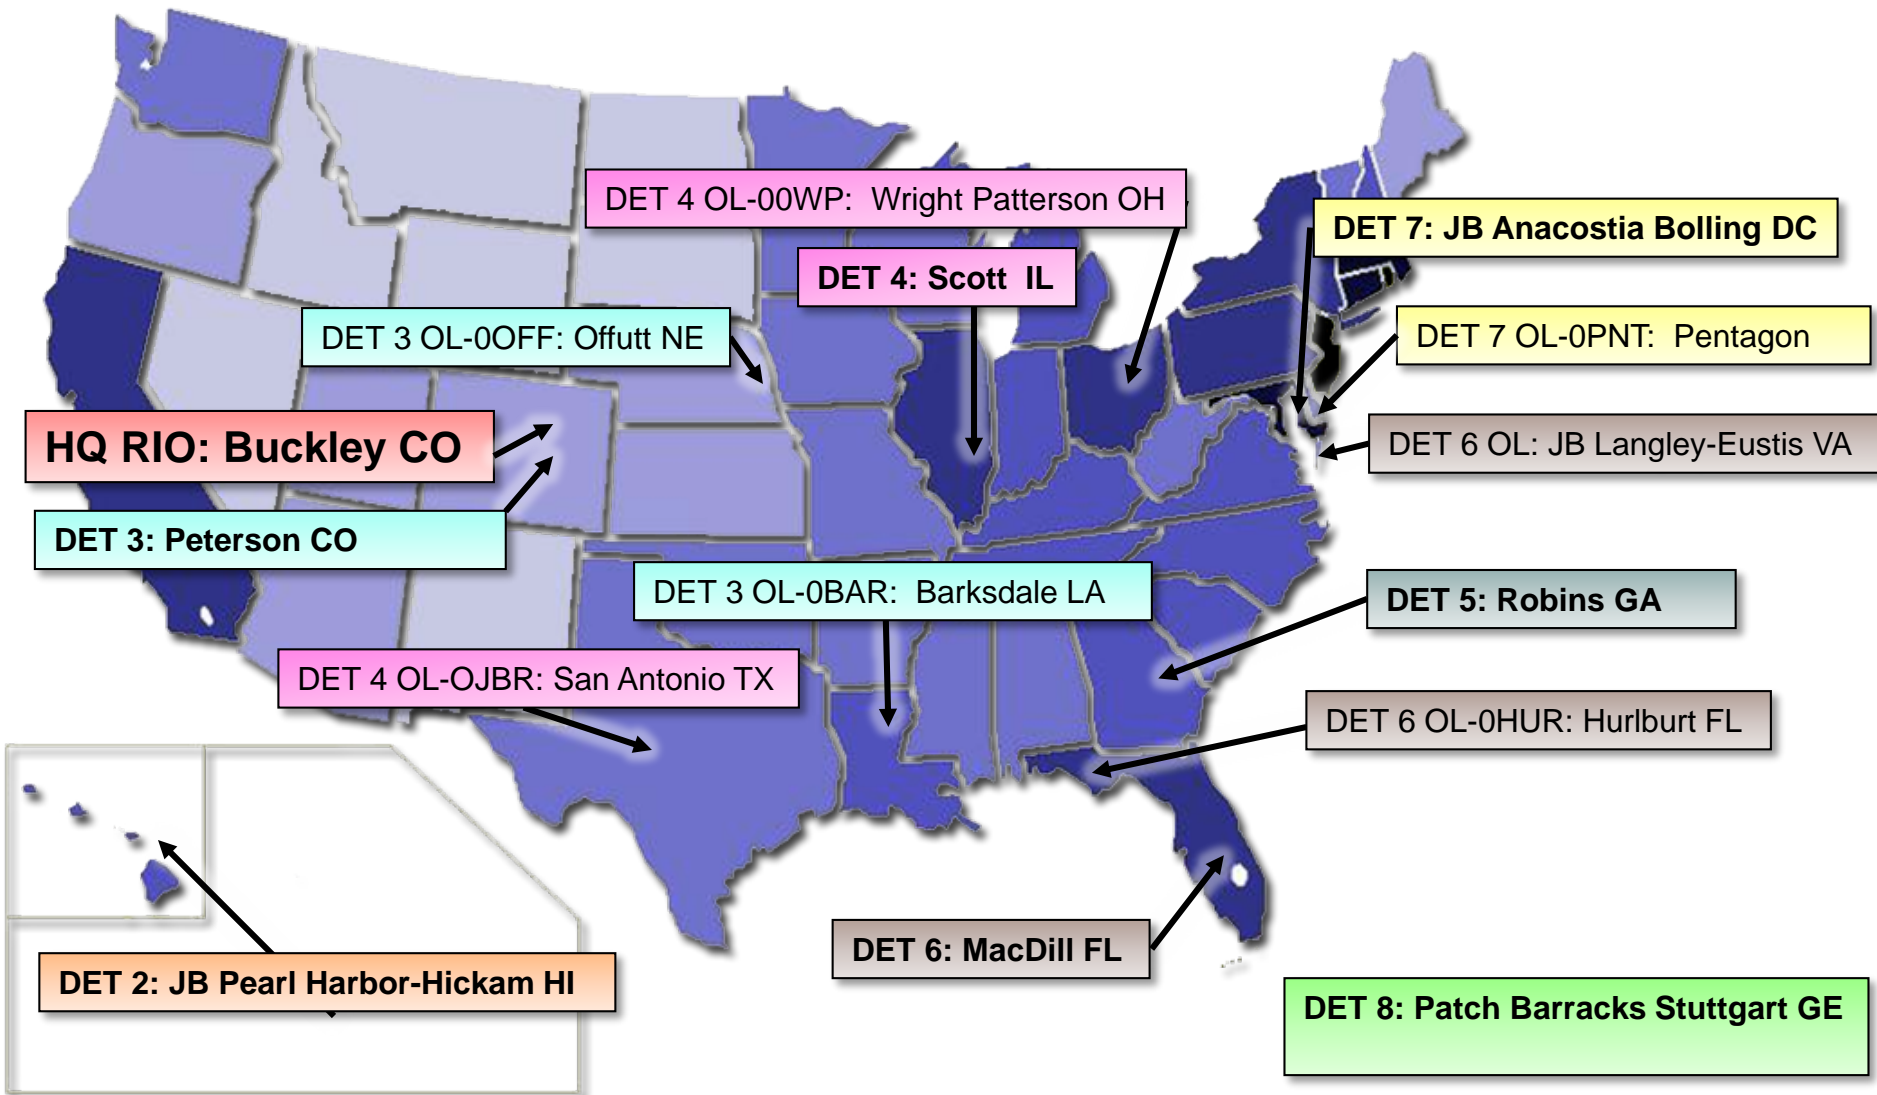 DET 4 OL-00WP:  Wright Patterson OH
DET 7: JB Anacostia Bolling DC
DET 4: Scott  IL
DET 3 OL-0OFF: Offutt NE
DET 7 OL-0PNT:  Pentagon
HQ RIO: Buckley CO
DET 6 OL: JB Langley-Eustis VA
DET 3: Peterson CO
DET 3 OL-0BAR:  Barksdale LA
DET 5: Robins GA
DET 4 OL-OJBR: San Antonio TX
DET 6 OL-0HUR: Hurlburt FL
DET 6: MacDill FL
DET 2: JB Pearl Harbor-Hickam HI
DET 8: Patch Barracks Stuttgart GE